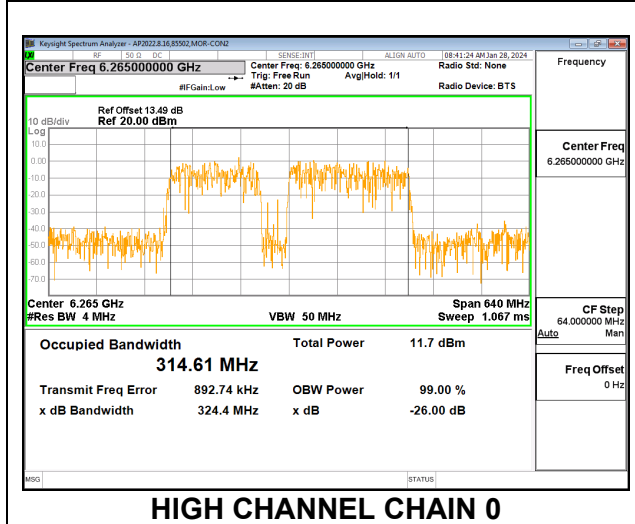 Keysight Spectrum Analyzer - AP2022.8.16,85502,MOR-CON2
RF 50 Ω DC SENSE:INT ALIGN AUTO 08:41:24 AM Jan 28, 2024
Center Freq 6.265000000 GHz
Center Freq: 6.265000000 GHz
Radio Std: None
Trig: Free Run Avg|Hold: 1/1
#IFGain:Low #Atten: 20 dB Radio Device: BTS
Frequency
Ref Offset 13.49 dB
10 dB/div Ref 20.00 dBm
Log
10.0
0.00
-10.0
-20.0
-30.0
-40.0
-50.0
-60.0
-70.0
Center Freq
6.265000000 GHz
Center 6.265 GHz Span 640 MHz
#Res BW 4 MHz VBW 50 MHz Sweep 1.067 ms
CF Step
64.000000 MHz
Auto Man
Occupied Bandwidth Total Power 11.7 dBm
314.61 MHz
Freq Offset
0 Hz
Transmit Freq Error 892.74 kHz OBW Power 99.00 %
x dB Bandwidth 324.4 MHz x dB -26.00 dB
MSG STATUS
HIGH CHANNEL CHAIN 0